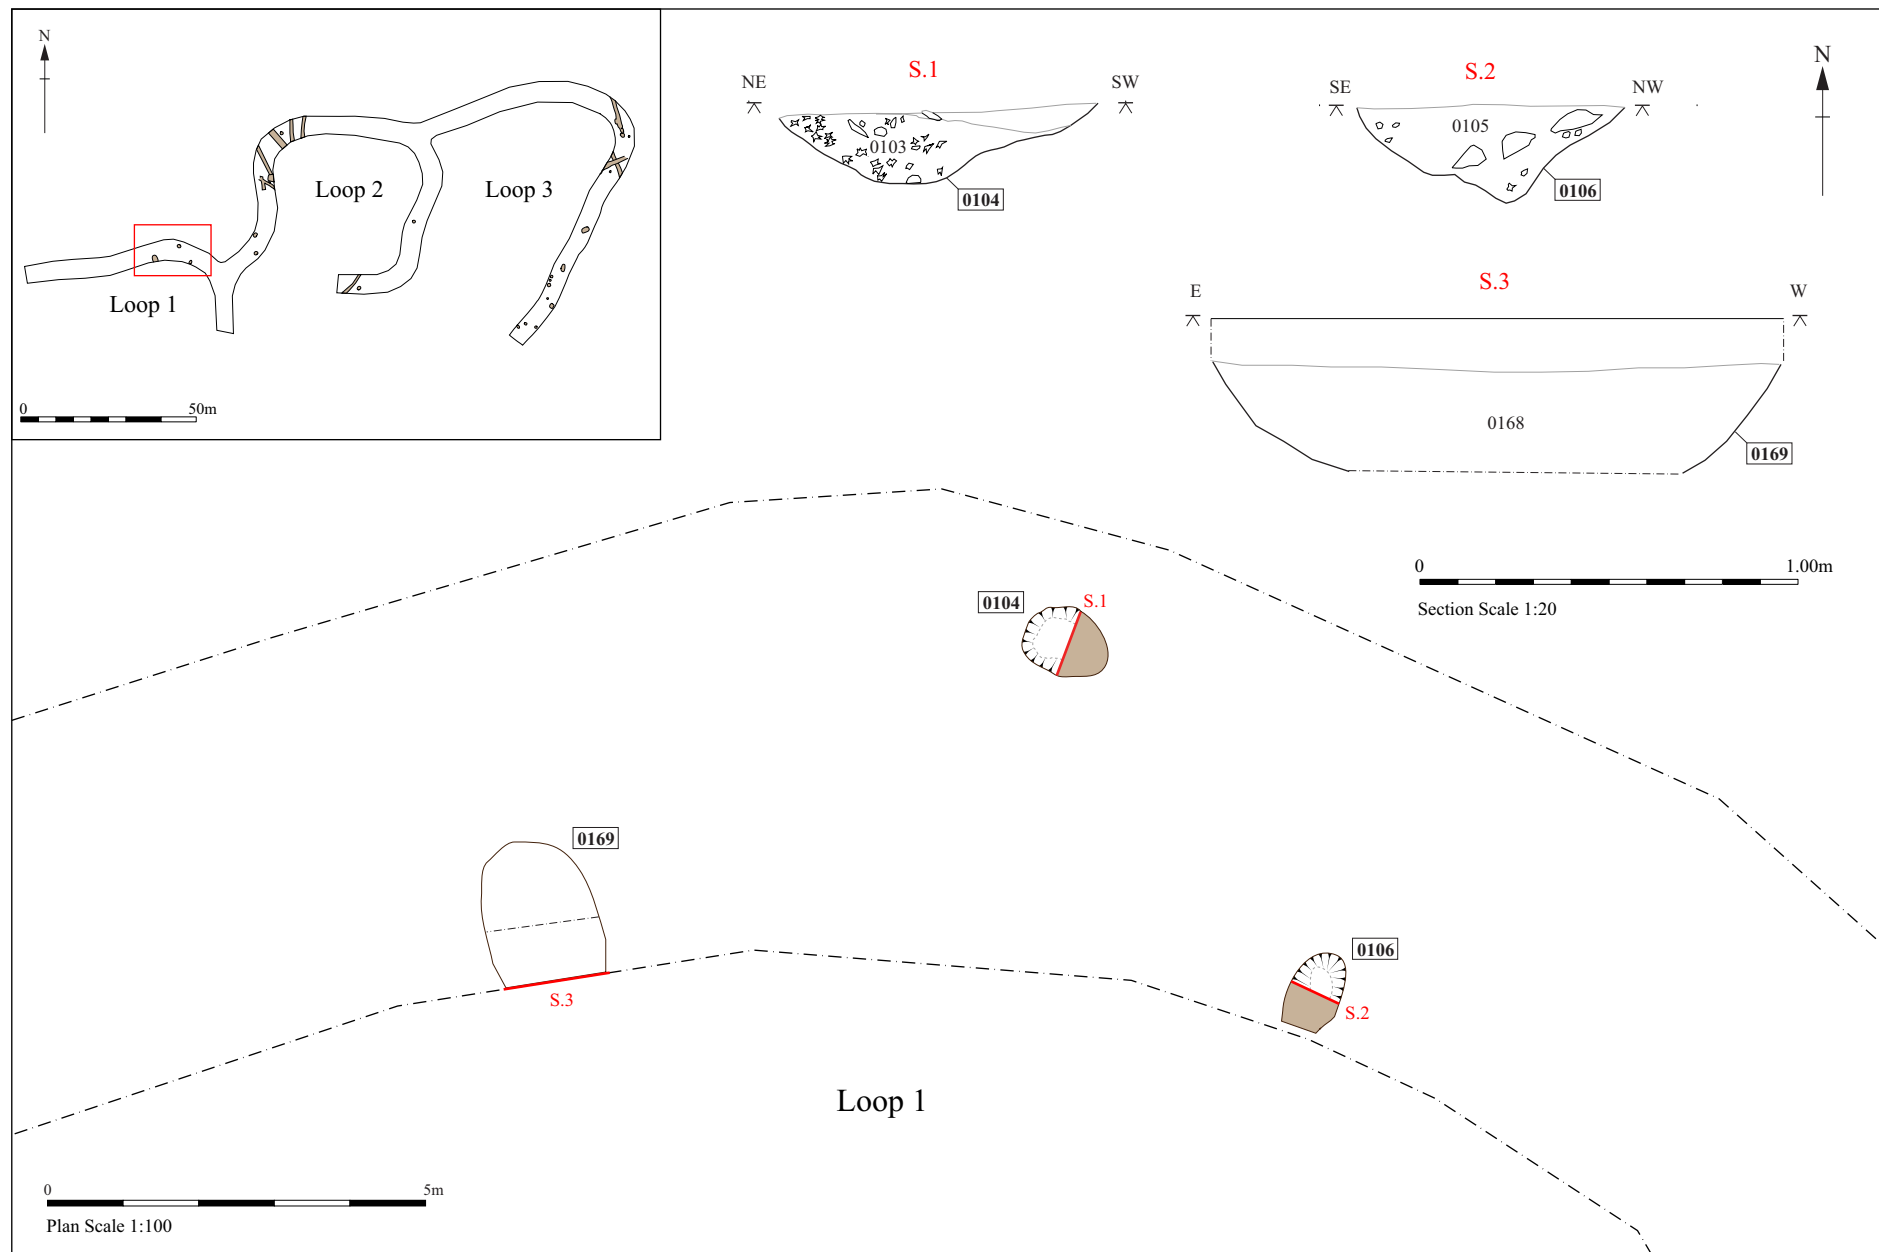 N
Loop 1
Loop 2
Loop 3
0 50m
S.1
NE SW
0103
0104
S.2
SE NW
0105
0106
N
S.3
E W
0168
0169
0 1.00m
Section Scale 1:20
0104
S.1
0169
S.3
0106
S.2
Loop 1
0 5m
Plan Scale 1:100